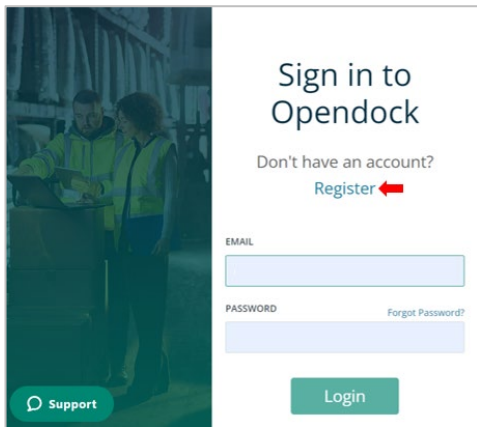 Sign in to
Opendock
Don't have an account?
Register
EMAIL
PASSWORD Forgot Password?
Login
Support